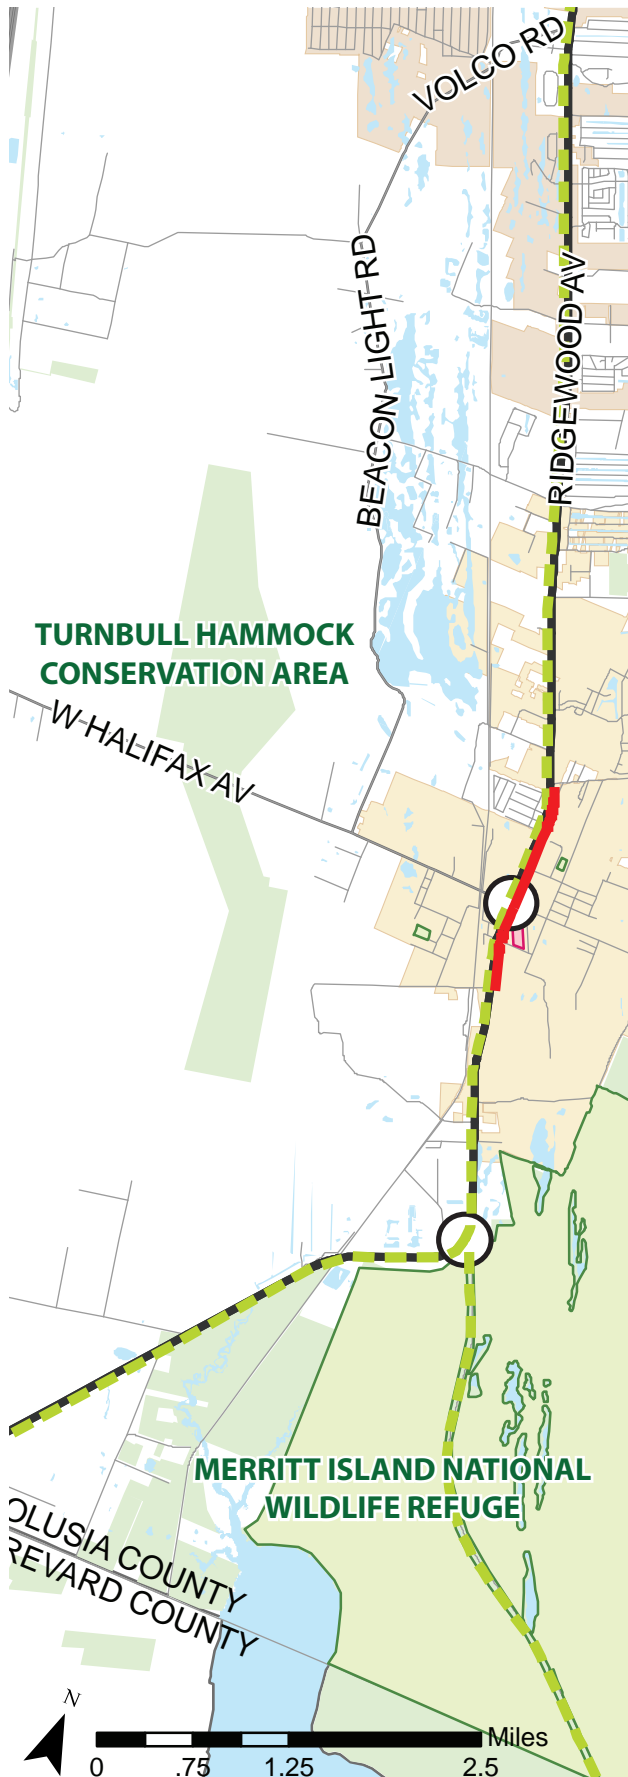 VOLCO RD
BEACON LIGHT RD
RIDGEWOOD AV
TURNBULL HAMMOCK
CONSERVATION AREA
W HALIFAX AV
MERRITT ISLAND NATIONAL
WILDLIFE REFUGE
OLUSIA COUNTY
REVARD COUNTY
N
Miles
0 .75 1.25 2.5